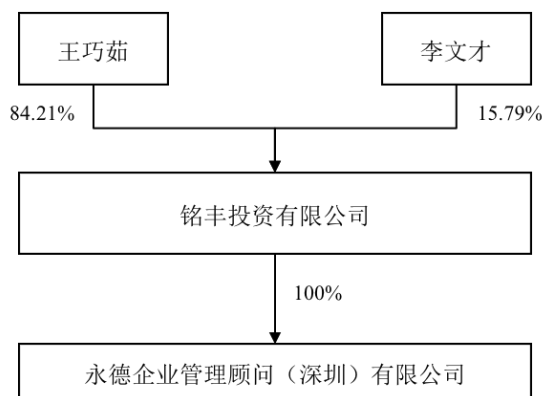 王巧茹
李文才
84.21%
15.79%
铭丰投资有限公司
100%
永德企业管理顾问（深圳）有限公司